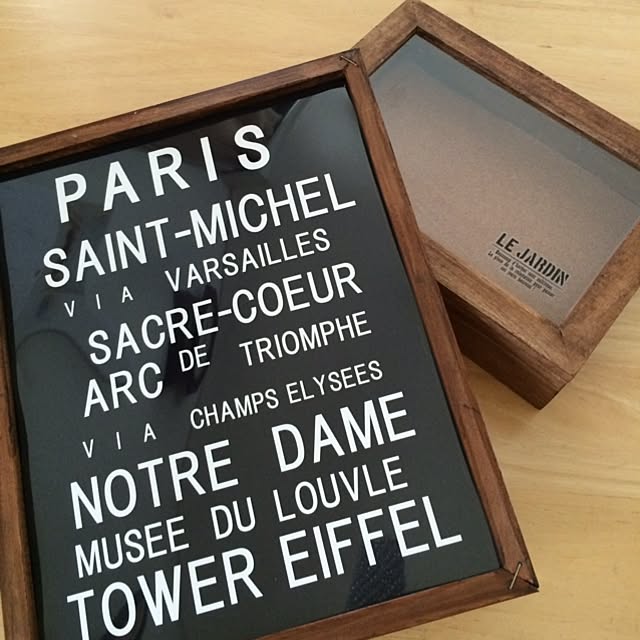 PARIS
SAINT-MICHEL
VIA VARSAILLES
SACRE-COEUR
ARC DE TRIOMPHE
VIA CHAMPS ELYSEES
NOTRE DAME
MUSEE DU LOUVLE
TOWER EIFFEL
LE JARDIN